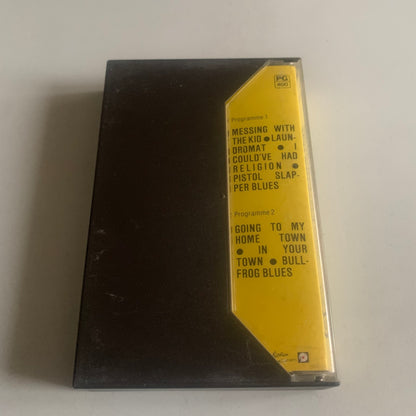 PG
600
Programme 1
MESSING WITH
THE KID ● LAUN-
DROMAT ● I
COULD'VE HAD
RELIGION ●
PISTOL SLAP-
PER BLUES
Programme 2
GOING TO MY
HOME TOWN
● IN YOUR
TOWN ● BULL-
FROG BLUES